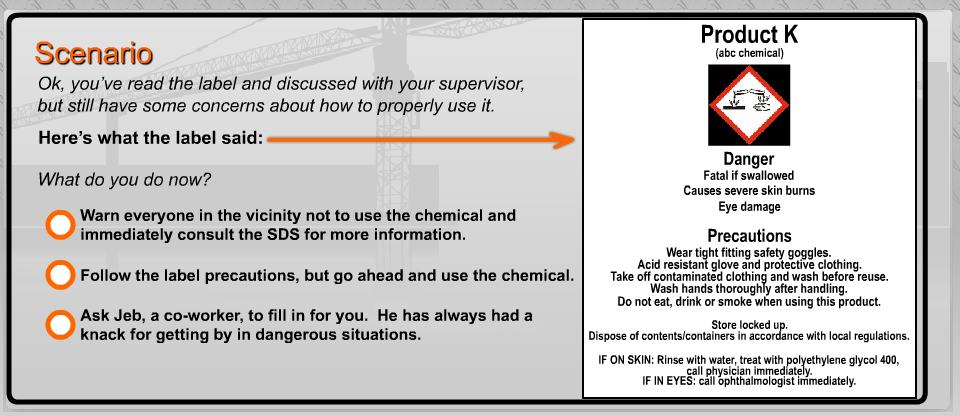 Scenario
Ok, you've read the label and discussed with your supervisor,
but still have some concerns about how to properly use it.
Here's what the label said:
What do you do now?
Warn everyone in the vicinity not to use the chemical and
immediately consult the SDS for more information.
Follow the label precautions, but go ahead and use the chemical.
Ask Jeb, a co-worker, to fill in for you.  He has always had a
knack for getting by in dangerous situations.
Product K
(abc chemical)
Danger
Fatal if swallowed
Causes severe skin burns
Eye damage
Precautions
Wear tight fitting safety goggles.
Acid resistant glove and protective clothing.
Take off contaminated clothing and wash before reuse.
Wash hands thoroughly after handling.
Do not eat, drink or smoke when using this product.
Store locked up.
Dispose of contents/containers in accordance with local regulations.
IF ON SKIN: Rinse with water, treat with polyethylene glycol 400,
call physician immediately.
IF IN EYES: call ophthalmologist immediately.